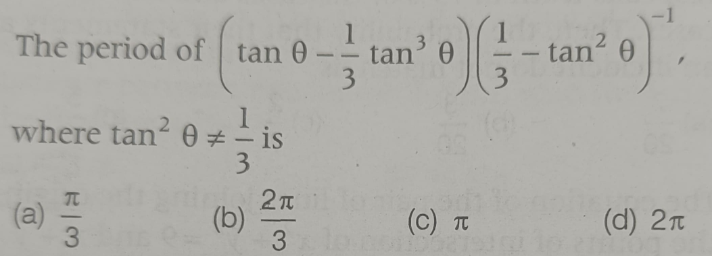 The period of (tan θ − 1/3 tan³ θ)(1/3 − tan² θ)⁻¹,
where tan² θ ≠ 1/3 is
(a) π/3 (b) 2π/3 (c) π (d) 2π